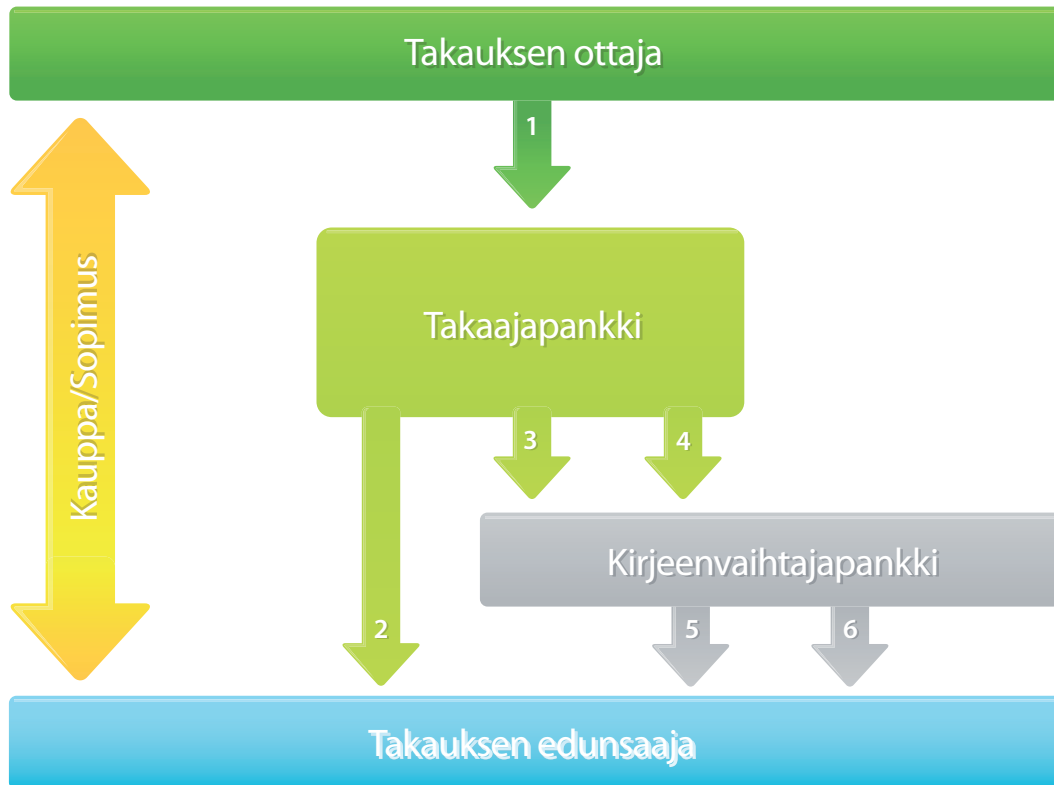 Takauksen ottaja
1
Kauppa/Sopimus
Takaajapankki
3
4
Kirjeenvaihtajapankki
2
5
6
Takauksen edunsaaja